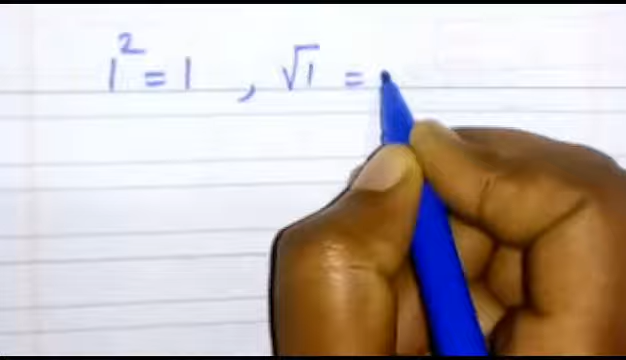 1² = 1 , √1 =